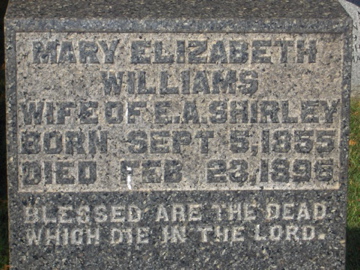 MARY ELIZABETH
WILLIAMS
WIFE OF E.A. SHIRLEY
BORN SEPT 5, 1855
DIED FEB 23, 1895
BLESSED ARE THE DEAD
WHICH DIE IN THE LORD.